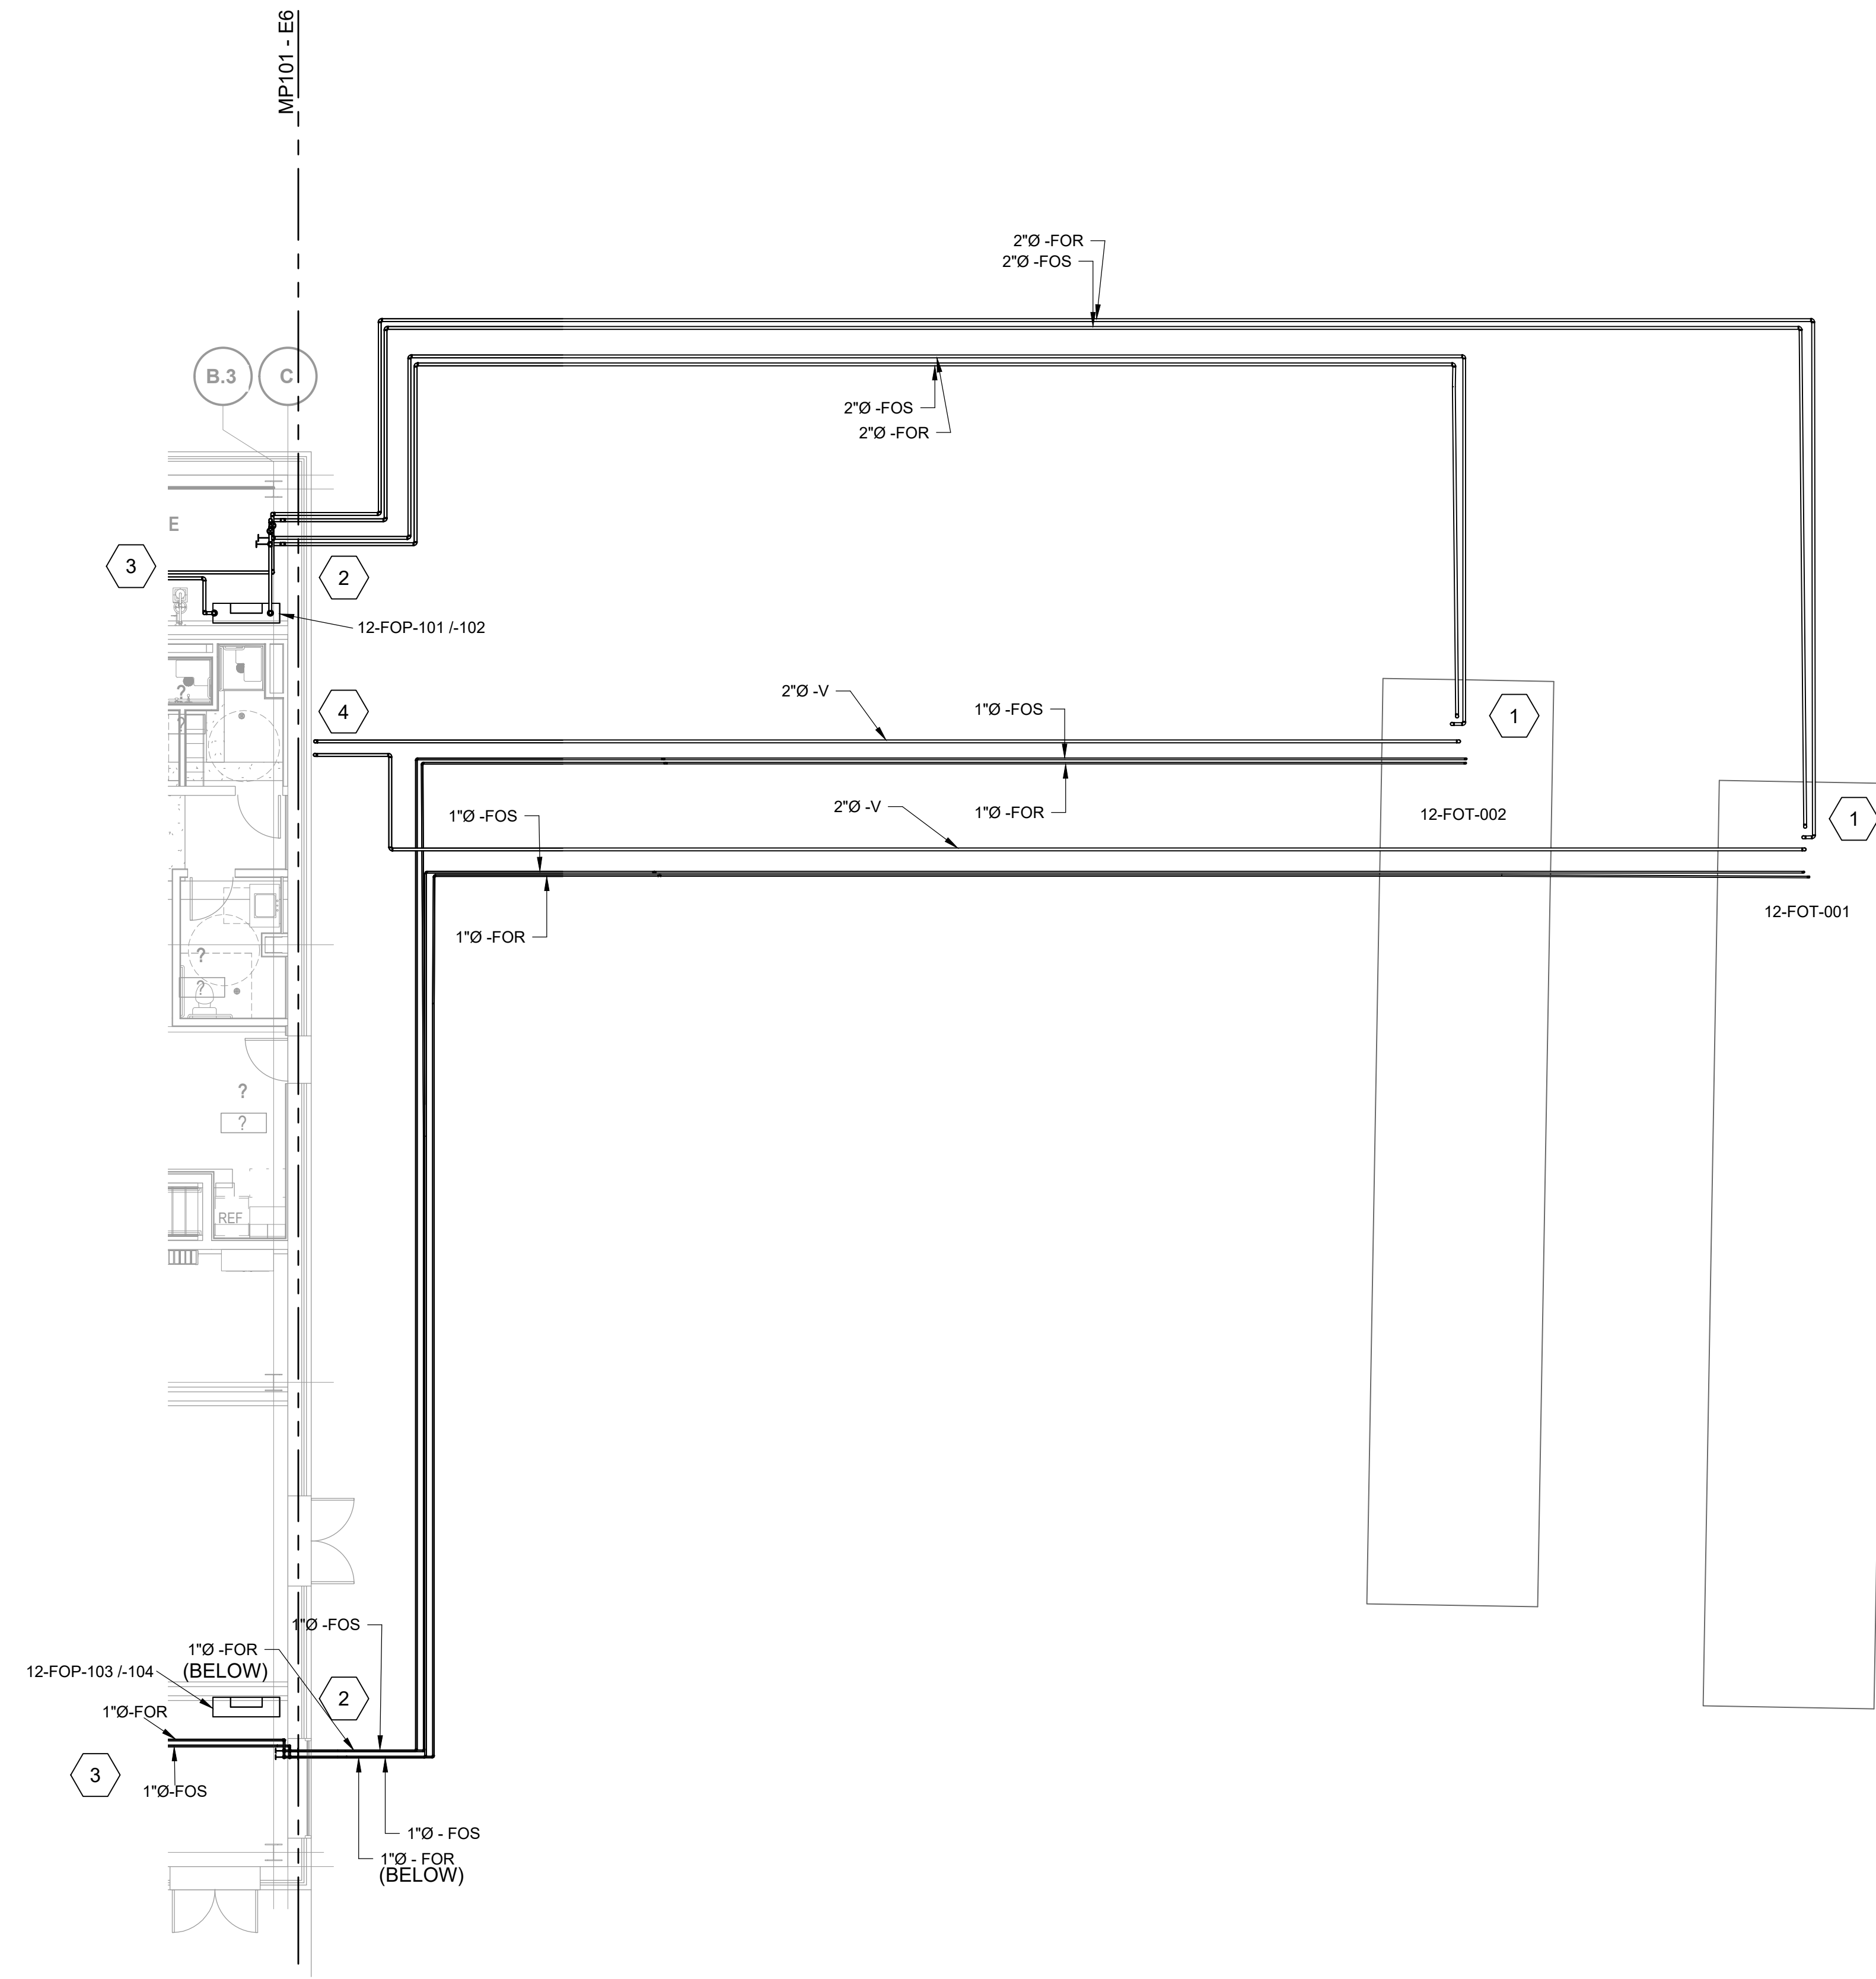 MP101 - E6
2"Ø -FOR
2"Ø -FOS
B.3
C
2"Ø -FOS
2"Ø -FOR
E
3
2
12-FOP-101 /-102
?
?
4
2"Ø -V
1"Ø -FOS
1
1"Ø -FOS
2"Ø -V
1"Ø -FOR
12-FOT-002
1
12-FOT-001
1"Ø -FOR
?
?
?
?
REF
1"Ø -FOS
1"Ø -FOR
(BELOW)
12-FOP-103 /-104
2
1"Ø-FOR
3
1"Ø-FOS
1"Ø - FOS
1"Ø - FOR
(BELOW)